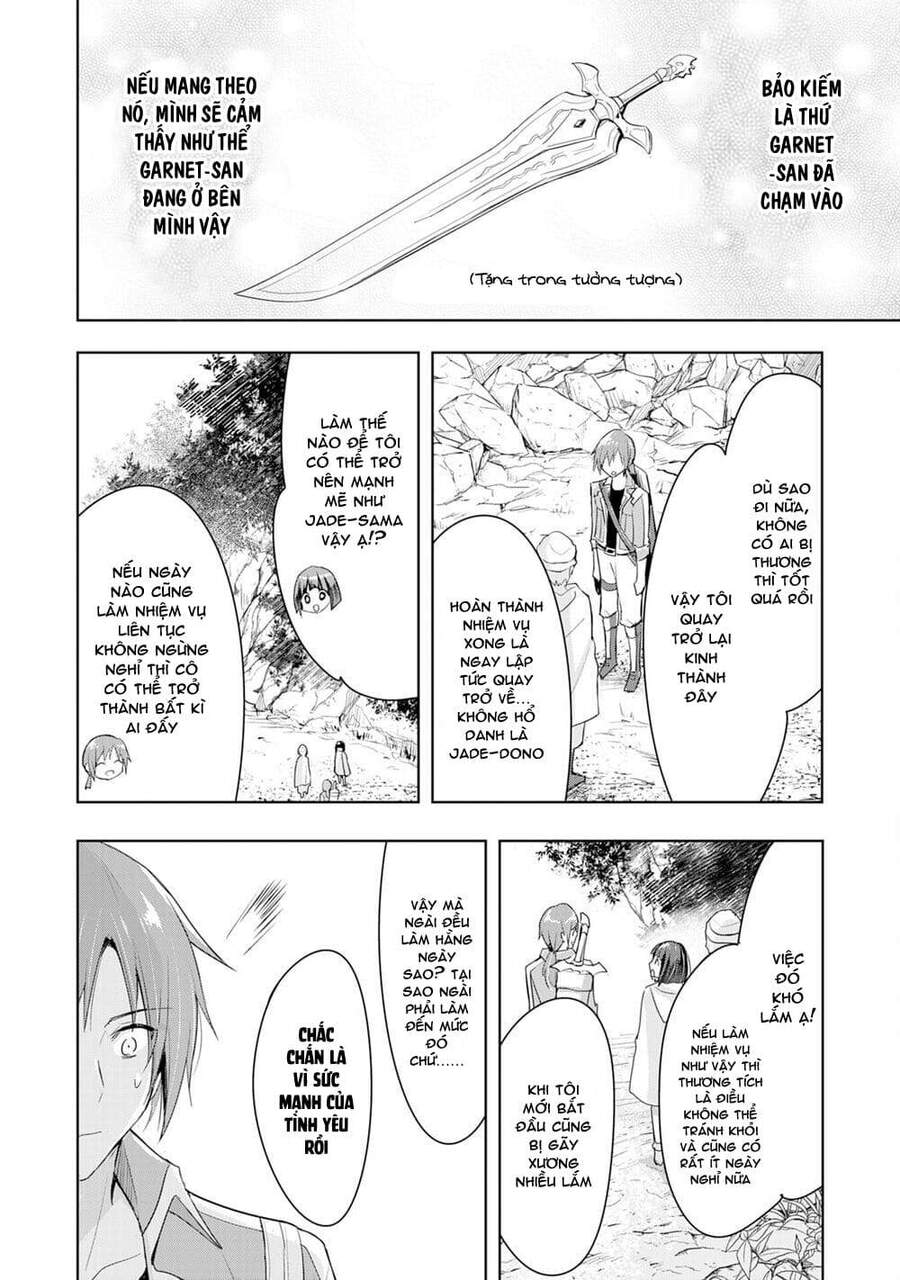 BẢO KIẾM
LÀ THỨ
GARNET
-SAN ĐÃ
CHẠM VÀO
NẾU MANG THEO
NÓ, MÌNH SẼ CẢM
THẤY NHƯ THỂ
GARNET-SAN
ĐANG Ở BÊN
MÌNH VẬY
(Tặng trong tưởng tượng)
DÙ SAO
ĐI NỮA,
KHÔNG
CÓ AI BỊ
THƯƠNG
THÌ TỐT
QUÁ RỒI
VẬY TÔI
QUAY
TRỞ LẠI
KINH
THÀNH
ĐÂY
HOÀN THÀNH
NHIỆM VỤ
XONG LÀ
NGAY LẬP
TỨC QUAY
TRỞ VỀ...
KHÔNG HỔ
DANH LÀ
JADE-DONO
LÀM THẾ
NÀO ĐỂ TÔI
CÓ THỂ TRỞ
NÊN MẠNH
MẼ NHƯ
JADE-SAMA
VẬY Ạ!?
NẾU NGÀY
NÀO CŨNG
LÀM NHIỆM VỤ
LIÊN TỤC
KHÔNG NGỪNG
NGHỈ THÌ CÔ
CÓ THỂ TRỞ
THÀNH BẤT KÌ
AI ĐẤY
VIỆC
ĐÓ KHÓ
LẮM Ạ!
NẾU LÀM
NHIỆM VỤ
NHƯ VẬY THÌ
THƯƠNG TÍCH
LÀ ĐIỀU
KHÔNG THỂ
TRÁNH KHỎI
VÀ CŨNG CÓ
RẤT ÍT NGÀY
NGHỈ NỮA
KHI TÔI
MỚI BẮT
ĐẦU CŨNG
BỊ GÃY
XƯƠNG
NHIỀU LẮM
VẬY MÀ
NGÀI ĐỀU
LÀM HẰNG
NGÀY
SAO? TẠI
SAO NGÀI
PHẢI LÀM
ĐẾN MỨC
ĐÓ
CHỨ......
CHẮC
CHẮN LÀ
VÌ SỨC
MẠNH CỦA
TÌNH YÊU
RỒI